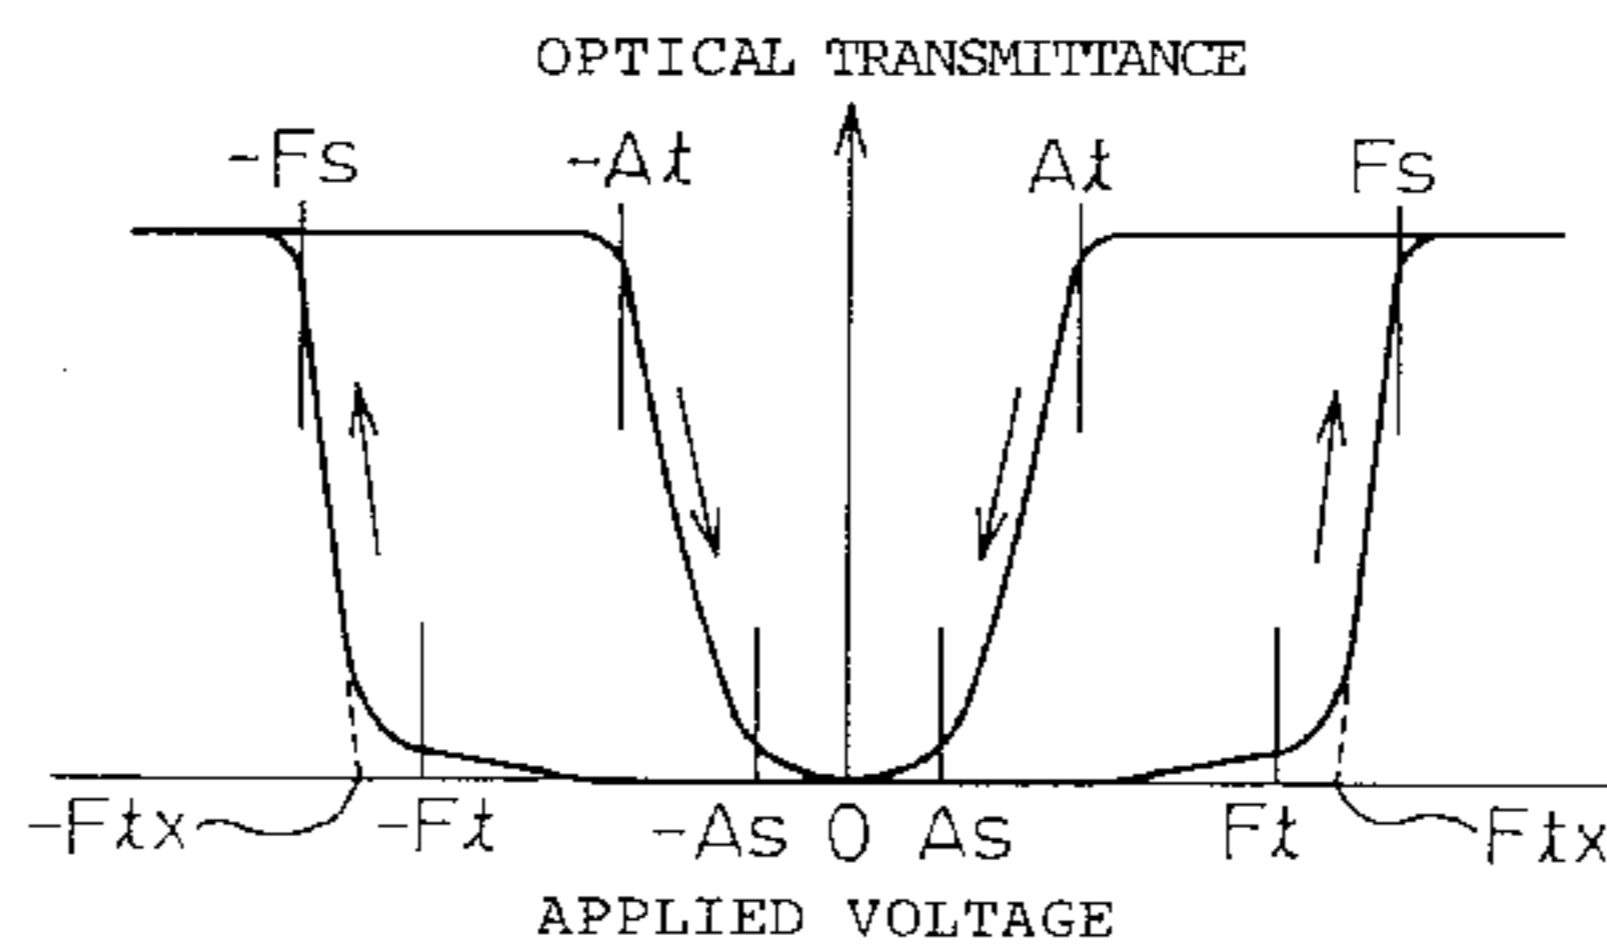 OPTICAL TRANSMITTANCE
-Fs -At At Fs
-Ftx -Ft -As 0 As Ft Ftx
APPLIED VOLTAGE